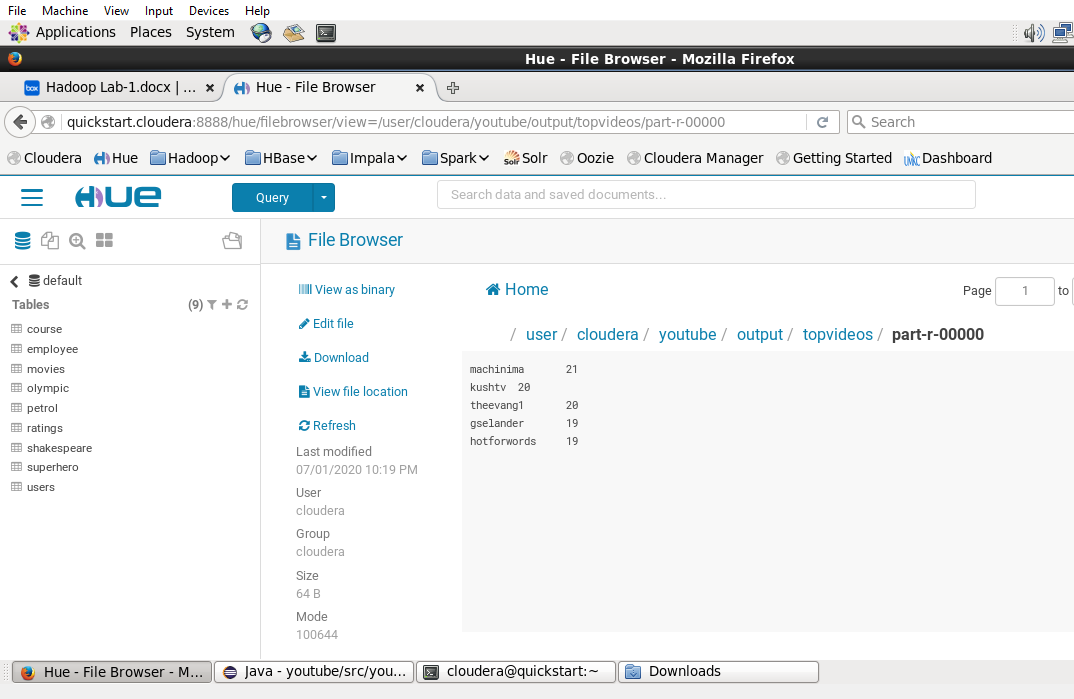 File Machine View Input Devices Help
Applications Places System
Hue - File Browser - Mozilla Firefox
box Hadoop Lab-1.docx | ... × Hue - File Browser ×
quickstart.cloudera:8888/hue/filebrowser/view=/user/cloudera/youtube/output/topvideos/part-r-00000 Search
Cloudera Hue Hadoop HBase Impala Spark Solr Solr Oozie Cloudera Manager Getting Started UMKC Dashboard
HUE Query Search data and saved documents...
File Browser
default
Tables (9)
course
employee
movies
olympic
petrol
ratings
shakespeare
superhero
users
View as binary
Edit file
Download
View file location
Refresh
Last modified
07/01/2020 10:19 PM
User
cloudera
Group
cloudera
Size
64 B
Mode
100644
Home Page 1 to
/ user / cloudera / youtube / output / topvideos / part-r-00000
machinima 21
kushtv 20
theevang1 20
gselander 19
hotforwords 19
Hue - File Browser - M... Java - youtube/src/you... cloudera@quickstart:~ Downloads